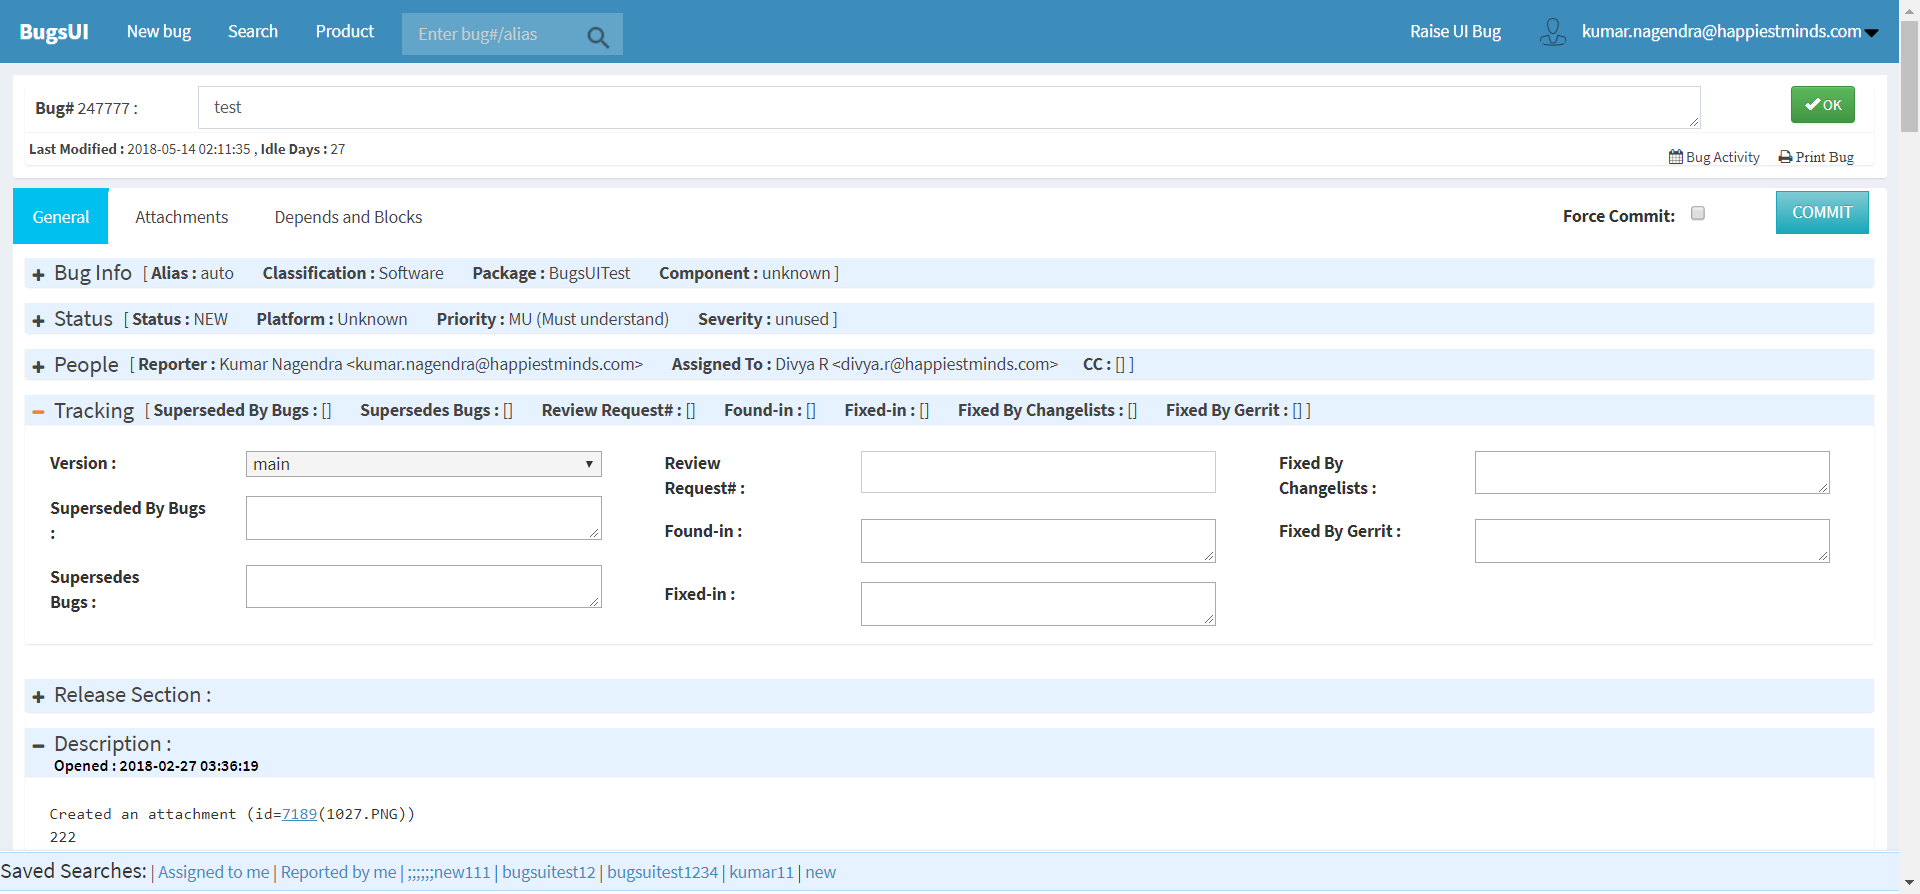 BugsUI New bug Search Product Enter bug#/alias Raise UI Bug kumar.nagendra@happiestminds.com
Bug# 247777 : test OK
Last Modified : 2018-05-14 02:11:35 , Idle Days : 27
Bug Activity Print Bug
General Attachments Depends and Blocks Force Commit: COMMIT
Bug Info [ Alias : auto Classification : Software Package : BugsUITest Component : unknown ]
Status [ Status : NEW Platform : Unknown Priority : MU (Must understand) Severity : unused ]
People [ Reporter : Kumar Nagendra <kumar.nagendra@happiestminds.com> Assigned To : Divya R <divya.r@happiestminds.com> CC : [] ]
Tracking [ Superseded By Bugs : [] Supersedes Bugs : [] Review Request# : [] Found-in : [] Fixed-in : [] Fixed By Changelists : [] Fixed By Gerrit : [] ]
Version : main
Superseded By Bugs
:
Supersedes
Bugs :
Review
Request# :
Found-in :
Fixed-in :
Fixed By
Changelists :
Fixed By Gerrit :
Release Section :
Description :
Opened : 2018-02-27 03:36:19
Created an attachment (id=7189(1027.PNG))
222
Saved Searches: | Assigned to me | Reported by me | ;;;;;;new111 | bugsuitest12 | bugsuitest1234 | kumar11 | new